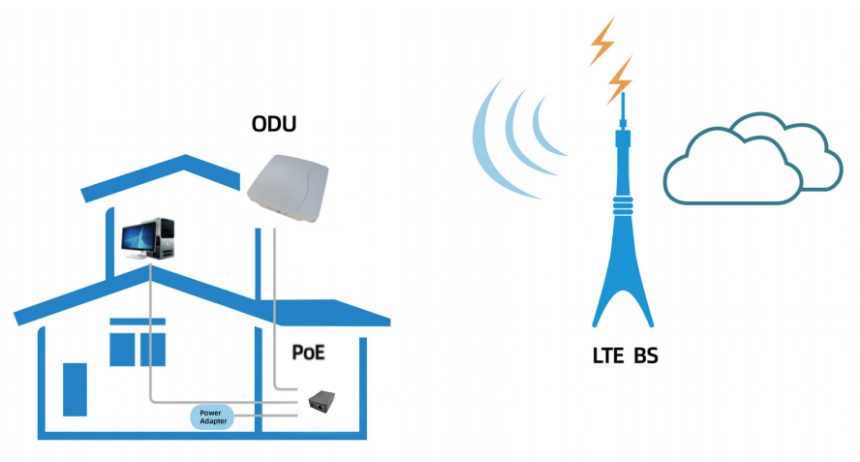 ODU
PoE
Power
Adapter
LTE BS